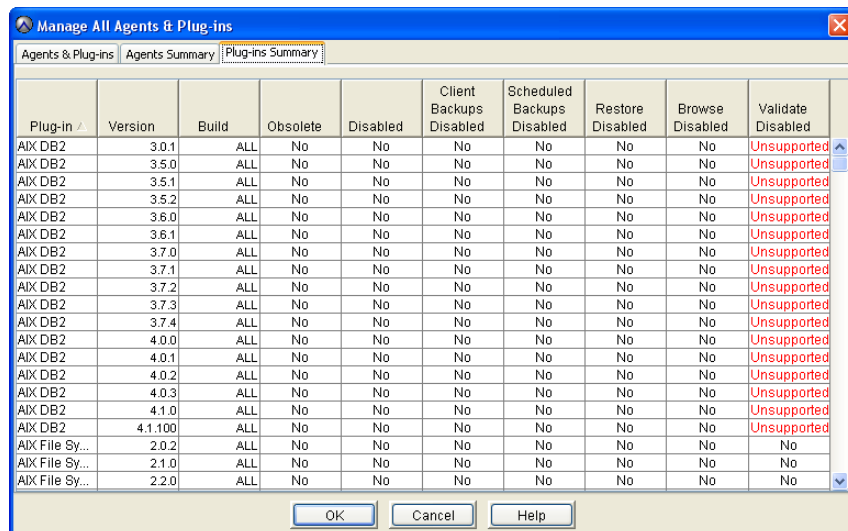 Manage All Agents & Plug-ins
Agents & Plug-ins Agents Summary Plug-ins Summary
Plug-in Version Build Obsolete Disabled Client Backups Disabled Scheduled Backups Disabled Restore Disabled Browse Disabled Validate Disabled
AIX DB2 3.0.1 ALL No No No No No No Unsupported
AIX DB2 3.5.0 ALL No No No No No No Unsupported
AIX DB2 3.5.1 ALL No No No No No No Unsupported
AIX DB2 3.5.2 ALL No No No No No No Unsupported
AIX DB2 3.6.0 ALL No No No No No No Unsupported
AIX DB2 3.6.1 ALL No No No No No No Unsupported
AIX DB2 3.7.0 ALL No No No No No No Unsupported
AIX DB2 3.7.1 ALL No No No No No No Unsupported
AIX DB2 3.7.2 ALL No No No No No No Unsupported
AIX DB2 3.7.3 ALL No No No No No No Unsupported
AIX DB2 3.7.4 ALL No No No No No No Unsupported
AIX DB2 4.0.0 ALL No No No No No No Unsupported
AIX DB2 4.0.1 ALL No No No No No No Unsupported
AIX DB2 4.0.2 ALL No No No No No No Unsupported
AIX DB2 4.0.3 ALL No No No No No No Unsupported
AIX DB2 4.1.0 ALL No No No No No No Unsupported
AIX DB2 4.1.100 ALL No No No No No No Unsupported
AIX File Sy... 2.0.2 ALL No No No No No No No
AIX File Sy... 2.1.0 ALL No No No No No No No
AIX File Sy... 2.2.0 ALL No No No No No No No
OK Cancel Help